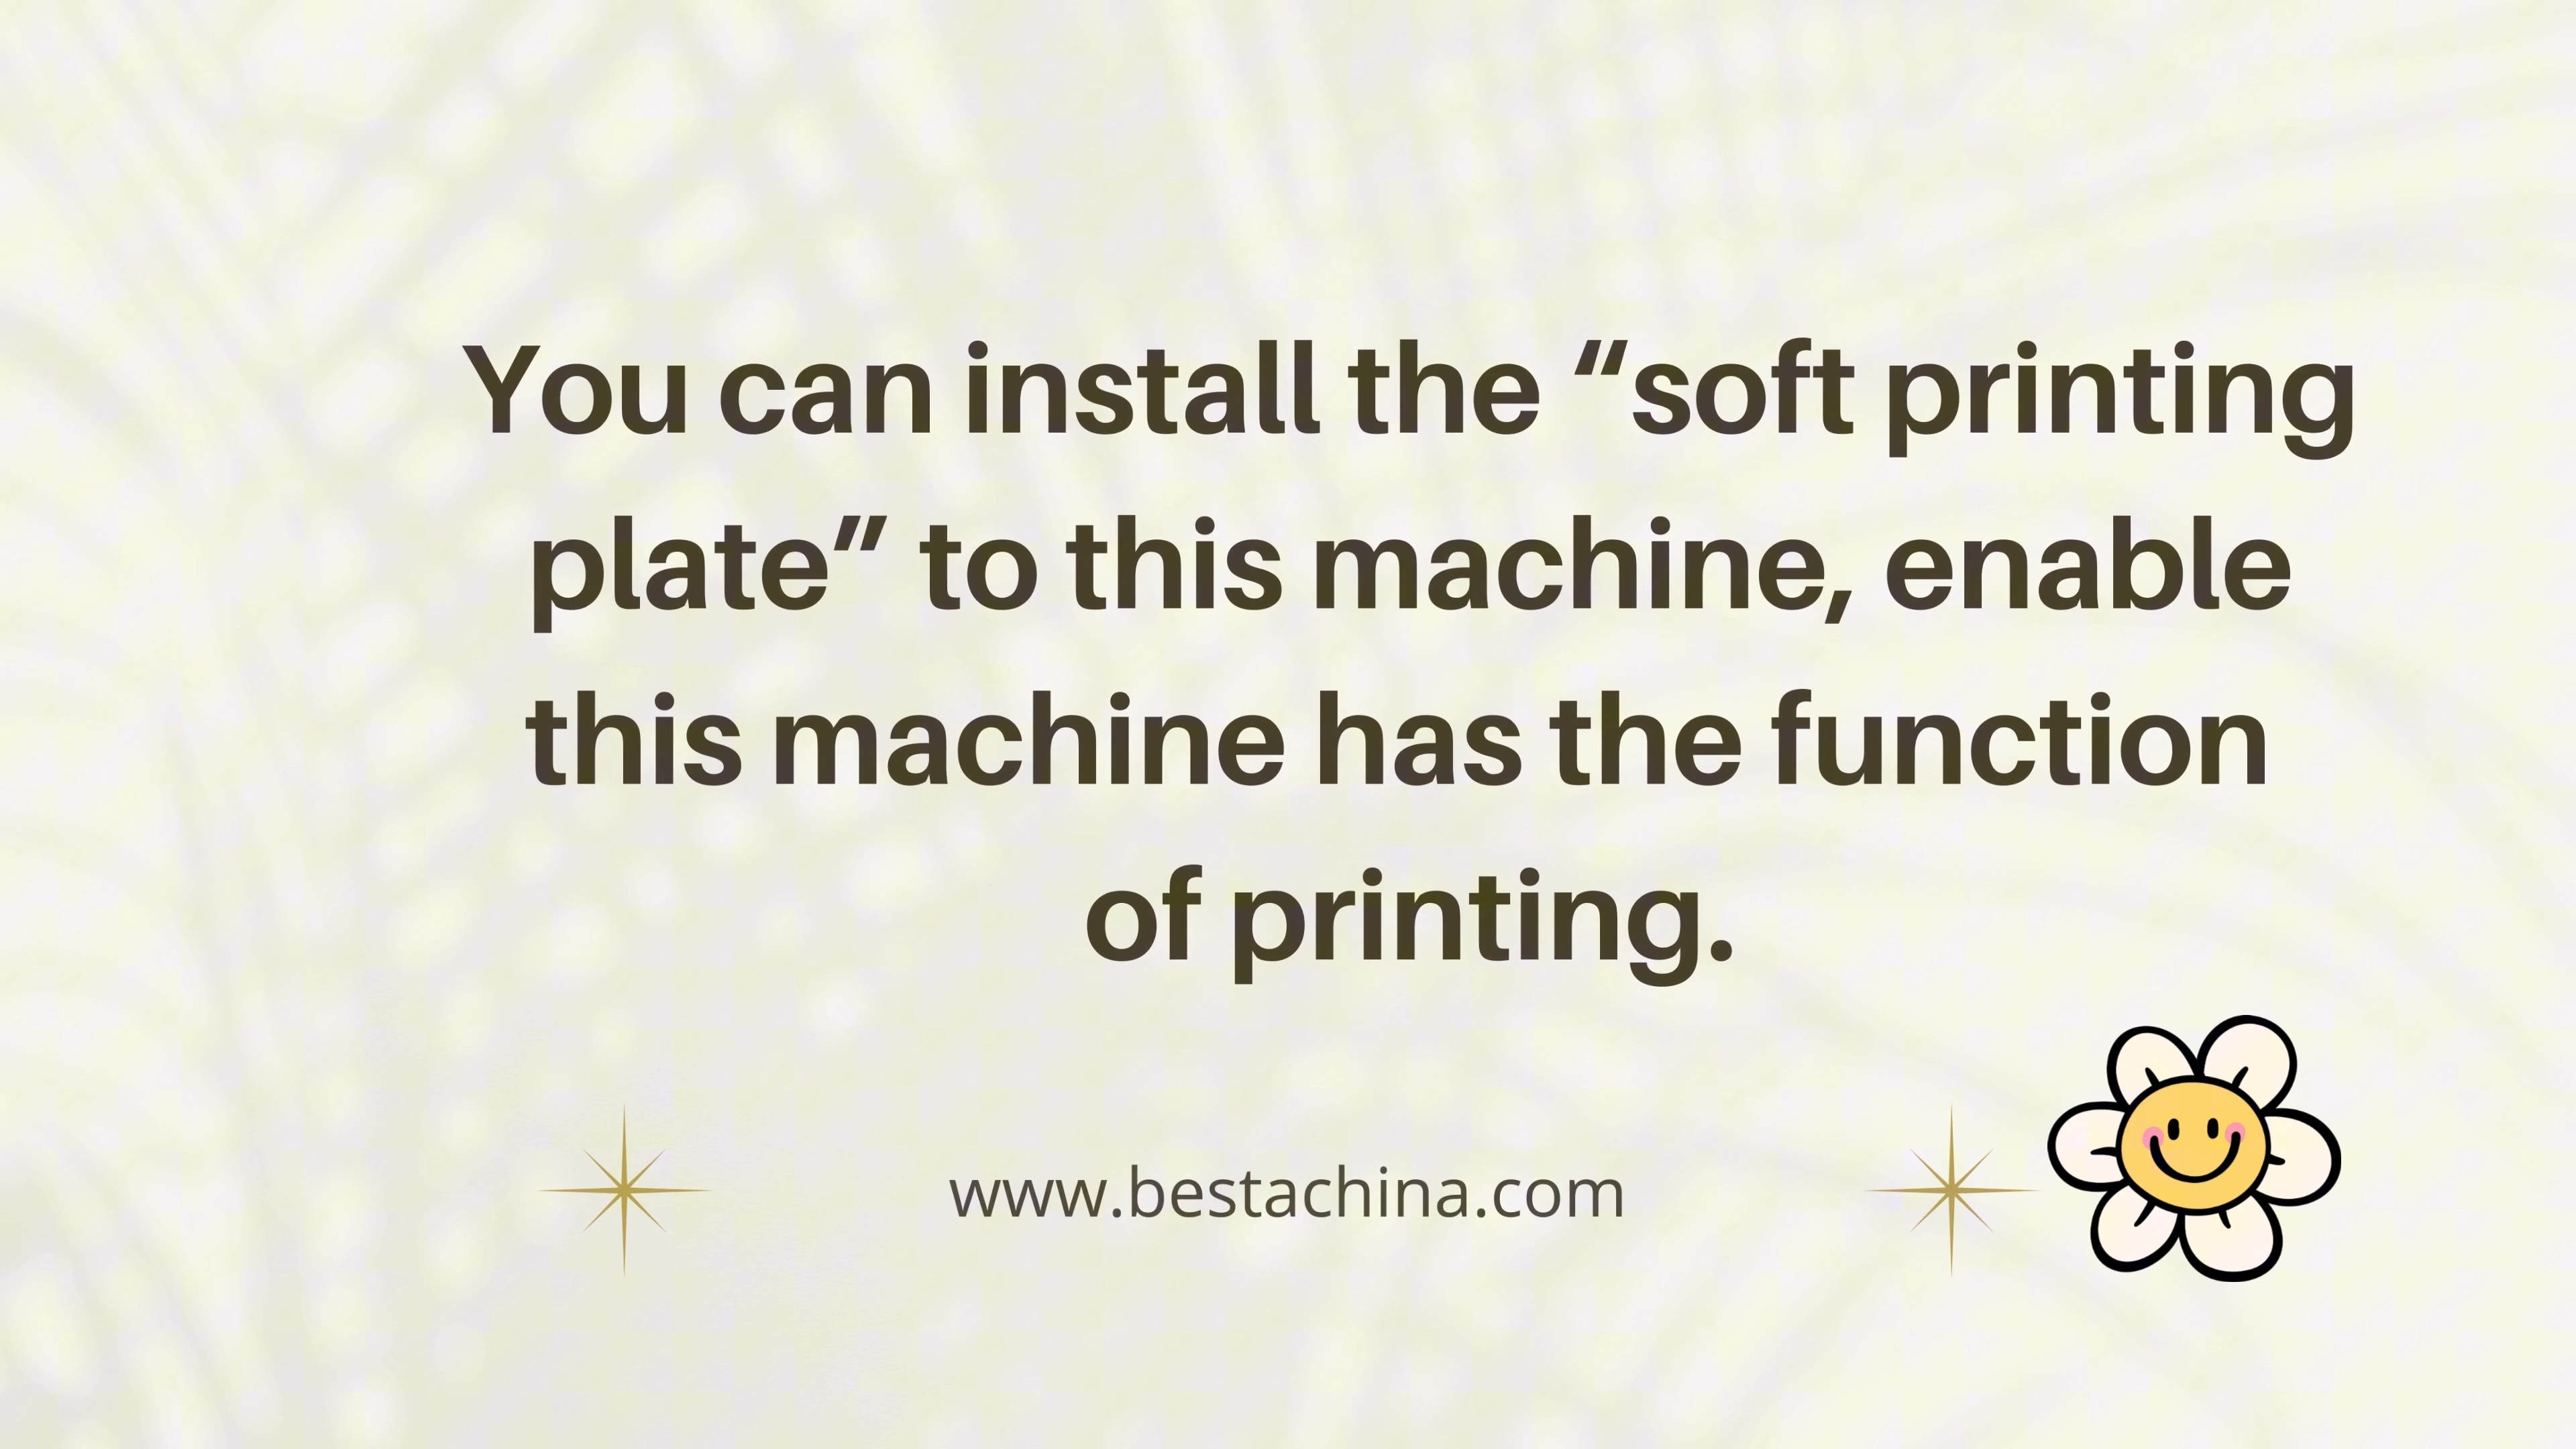 You can install the “soft printing
plate” to this machine, enable
this machine has the function
of printing.
www.bestachina.com